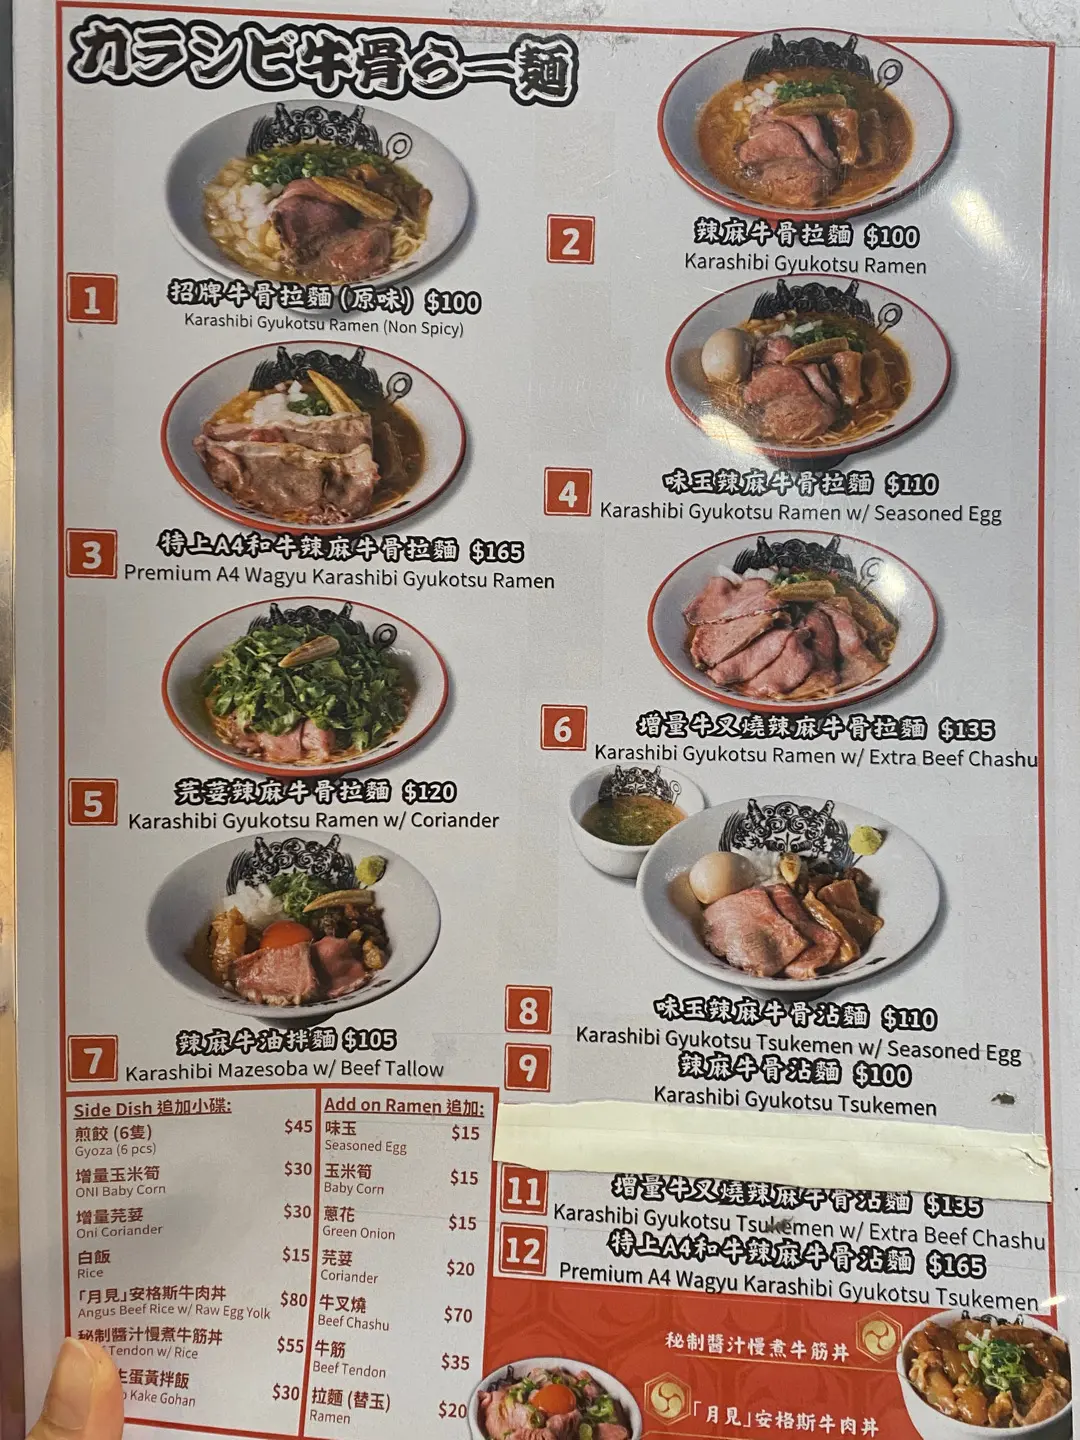 カラシビ牛骨らー麺
1
招牌牛骨拉麵 (原味) $100
Karashibi Gyukotsu Ramen (Non Spicy)
2
辣麻牛骨拉麵 $100
Karashibi Gyukotsu Ramen
3
特上A4和牛辣麻牛骨拉麵 $165
Premium A4 Wagyu Karashibi Gyukotsu Ramen
4
味玉辣麻牛骨拉麵 $110
Karashibi Gyukotsu Ramen w/ Seasoned Egg
5
芫荽辣麻牛骨拉麵 $120
Karashibi Gyukotsu Ramen w/ Coriander
6
增量牛叉燒辣麻牛骨拉麵 $135
Karashibi Gyukotsu Ramen w/ Extra Beef Chashu
7
辣麻牛油拌麵 $105
Karashibi Mazesoba w/ Beef Tallow
8
味玉辣麻牛骨沾麵 $110
Karashibi Gyukotsu Tsukemen w/ Seasoned Egg
9
辣麻牛骨沾麵 $100
Karashibi Gyukotsu Tsukemen
11
增量牛叉燒辣麻牛骨沾麵 $135
Karashibi Gyukotsu Tsukemen w/ Extra Beef Chashu
12
特上A4和牛辣麻牛骨沾麵 $165
Premium A4 Wagyu Karashibi Gyukotsu Tsukemen
Side Dish 追加小碟:
煎餃 (6隻) $45
Gyoza (6 pcs)
增量玉米筍 $30
ONI Baby Corn
增量芫荽 $30
Oni Coriander
白飯 $15
Rice
「月見」安格斯牛肉丼 $80
Angus Beef Rice w/ Raw Egg Yolk
秘制醬汁慢煮牛筋丼 $55
Tendon w/ Rice
生蛋黃拌飯 $30
Kake Gohan
Add on Ramen 追加:
味玉 $15
Seasoned Egg
玉米筍 $15
Baby Corn
蔥花 $15
Green Onion
芫荽 $20
Coriander
牛叉燒 $70
Beef Chashu
牛筋 $35
Beef Tendon
拉麵 (替玉) $20
Ramen
秘制醬汁慢煮牛筋丼
「月見」安格斯牛肉丼